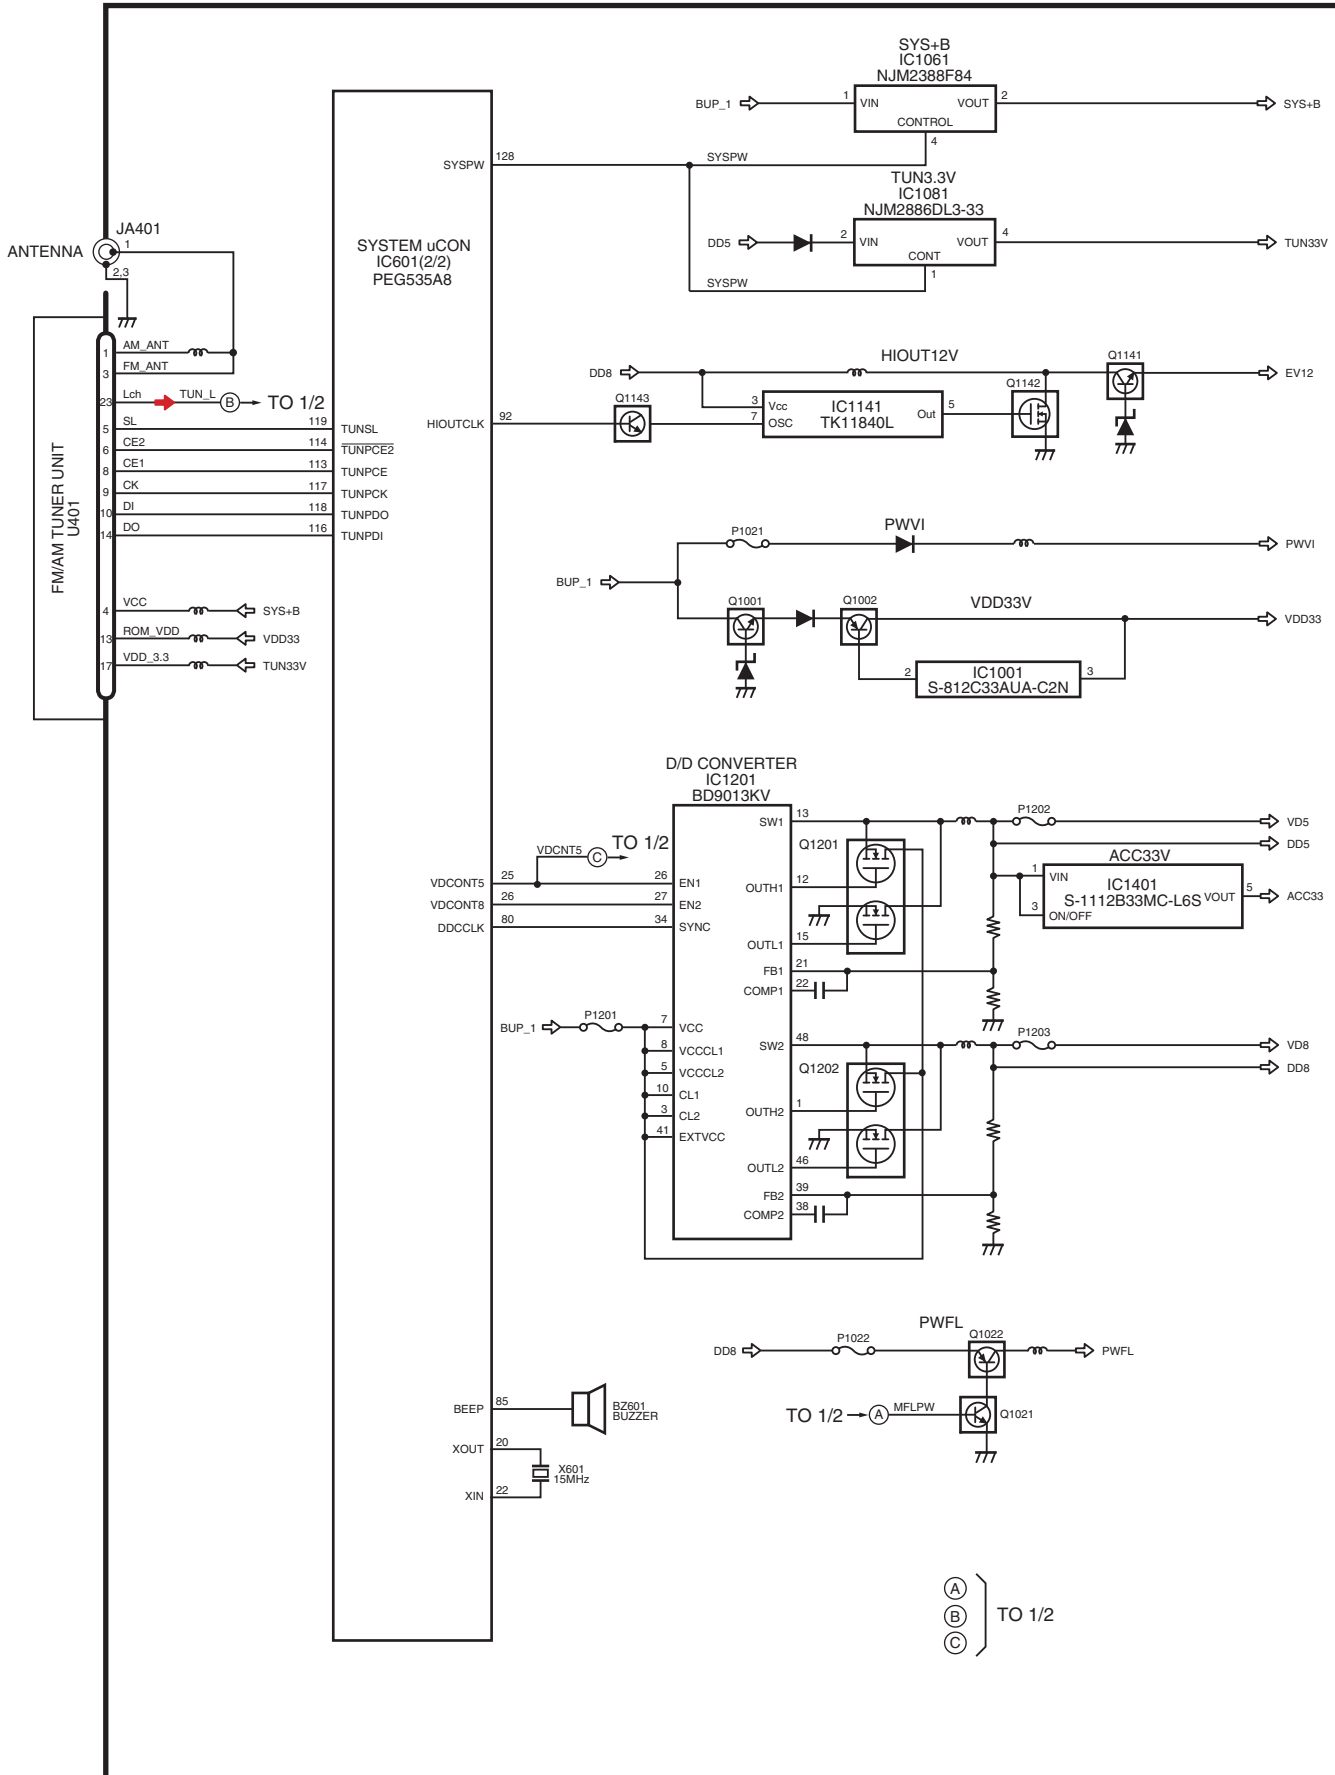 SYS+B
IC1061
NJM2388F84
BUP_1
1
VIN
VOUT
2
SYS+B
CONTROL
4
SYSPW
128
SYSPW
TUN3.3V
IC1081
NJM2886DL3-33
DD5
2
VIN
VOUT
4
TUN33V
CONT
1
SYSPW
JA401
ANTENNA
1
2,3
SYSTEM uCON
IC601(2/2)
PEG535A8
FM/AM TUNER UNIT
U401
1
AM_ANT
3
FM_ANT
23
Lch
TUN_L
B
TO 1/2
5
SL
119
TUNSL
6
CE2
114
TUNPCE2
8
CE1
113
TUNPCE
9
CK
117
TUNPCK
10
DI
118
TUNPDO
14
DO
116
TUNPDI
4
VCC
SYS+B
13
ROM_VDD
VDD33
17
VDD_3.3
TUN33V
HIOUT12V
DD8
Q1141
EV12
Q1142
Q1143
HIOUTCLK
92
3
Vcc
7
OSC
IC1141
TK11840L
Out
5
PWVI
P1021
PWVI
BUP_1
Q1001
Q1002
VDD33V
VDD33
2
IC1001
S-812C33AUA-C2N
3
D/D CONVERTER
IC1201
BD9013KV
VDCNT5
C
TO 1/2
VDCONT5
25
26
EN1
VDCONT8
26
27
EN2
DDCCLK
80
34
SYNC
SW1
13
P1202
VD5
DD5
Q1201
OUTH1
12
OUTL1
15
FB1
21
COMP1
22
ACC33V
1
VIN
IC1401
S-1112B33MC-L6S
VOUT
5
ACC33
3
ON/OFF
BUP_1
P1201
7
VCC
8
VCCCL1
5
VCCCL2
10
CL1
3
CL2
41
EXTVCC
SW2
48
P1203
VD8
DD8
Q1202
OUTH2
1
OUTL2
46
FB2
39
COMP2
38
PWFL
DD8
P1022
Q1022
PWFL
TO 1/2
A
MFLPW
Q1021
BEEP
85
BZ601
BUZZER
XOUT
20
X601
15MHz
XIN
22
A
B
C
TO 1/2